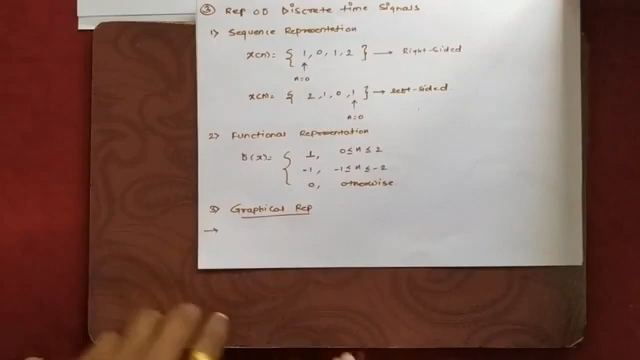 ③ Rep of Discrete time Signals
1) Sequence Representation
x(n)= { 1, 0, 1, 2 } → Right-sided
↑
n=0
x(n)= { 2, 1, 0, 1 } → Left-sided
↑
n=0
2) Functional Representation
1, 0 ≤ n ≤ 2
-1, -1 ≤ n ≤ -2
0, otherwise
3) Graphical Rep
→